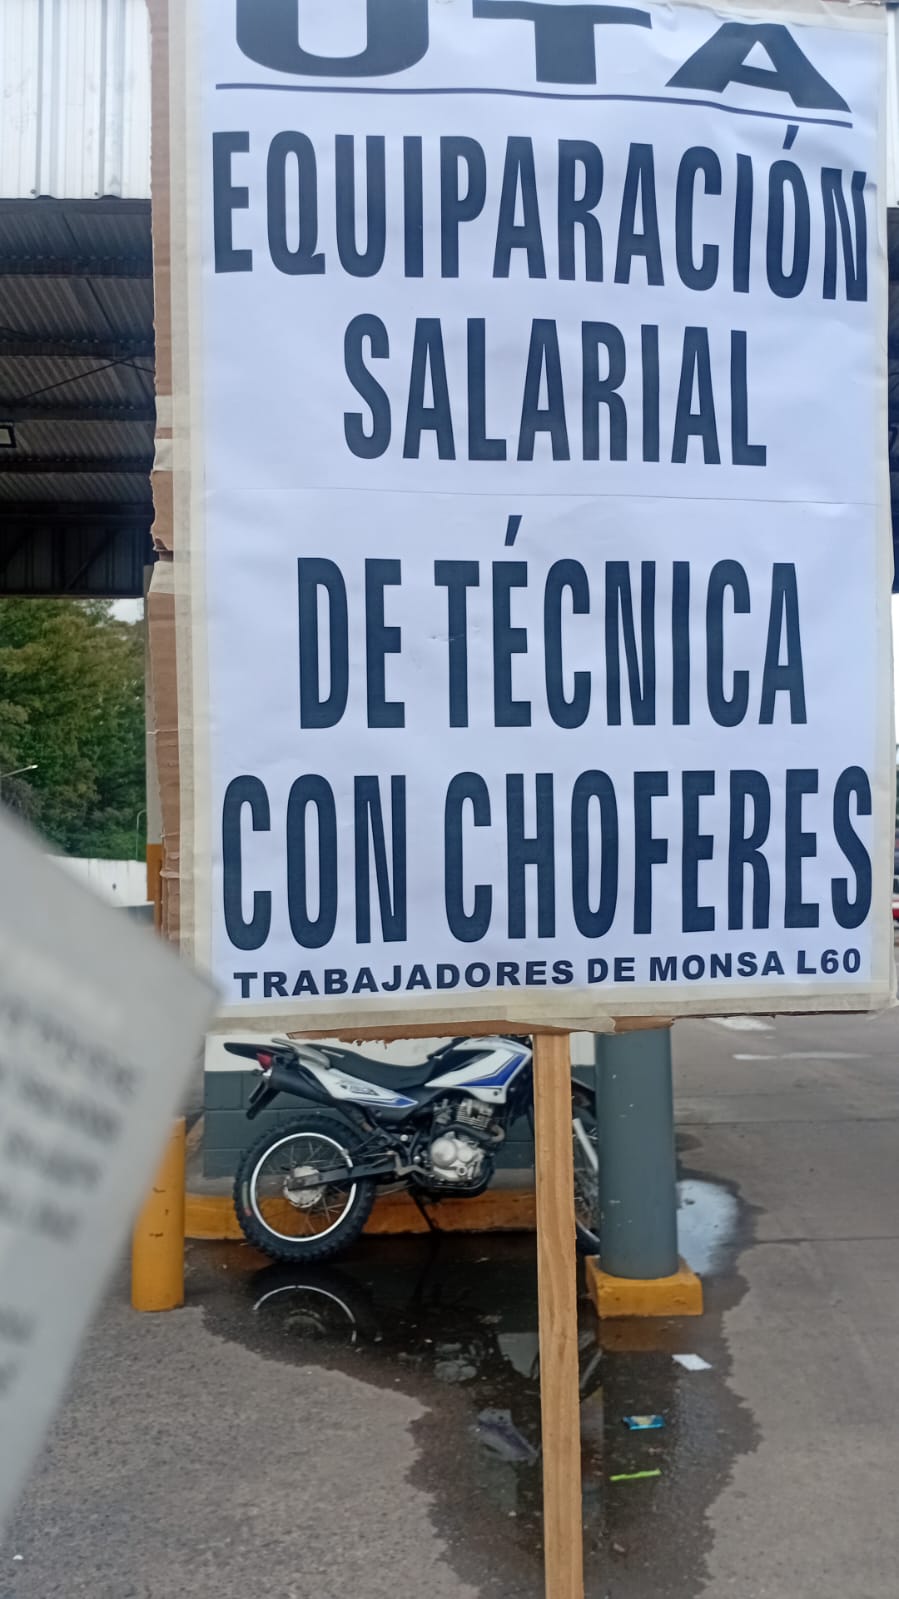 UTA
EQUIPARACIÓN
SALARIAL
DE TÉCNICA
CON CHOFERES
TRABAJADORES DE MONSA L60